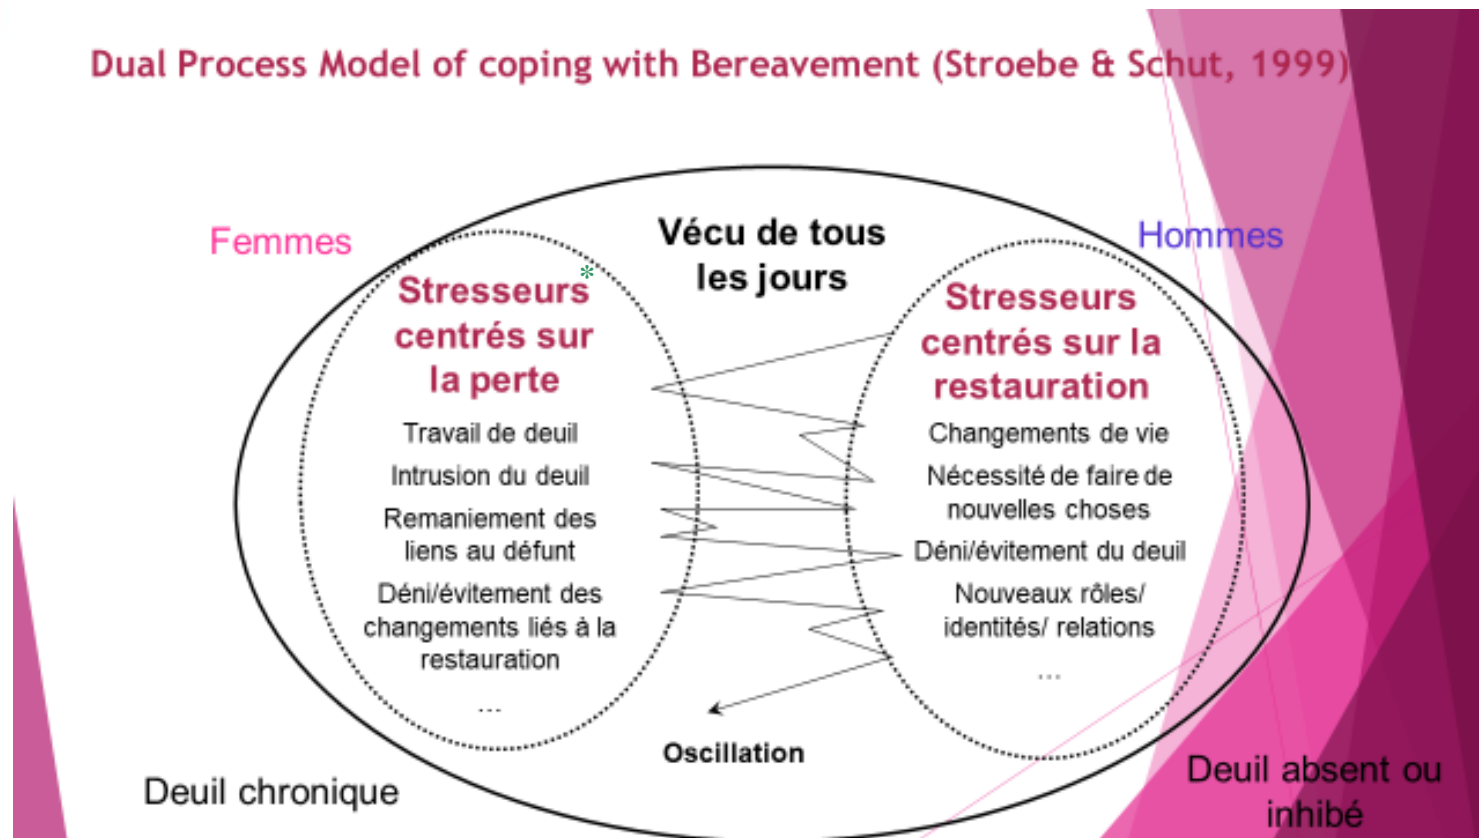 Dual Process Model of coping with Bereavement (Stroebe & Schut, 1999)
Femmes
Vécu de tous
les jours
Hommes
Stresseurs*
centrés sur
la perte
Travail de deuil
Intrusion du deuil
Remaniement des
liens au défunt
Déni/évitement des
changements liés à la
restauration
...
Stresseurs
centrés sur la
restauration
Changements de vie
Nécessité de faire de
nouvelles choses
Déni/évitement du deuil
Nouveaux rôles/
identités/ relations
...
Oscillation
Deuil chronique
Deuil absent ou
inhibé